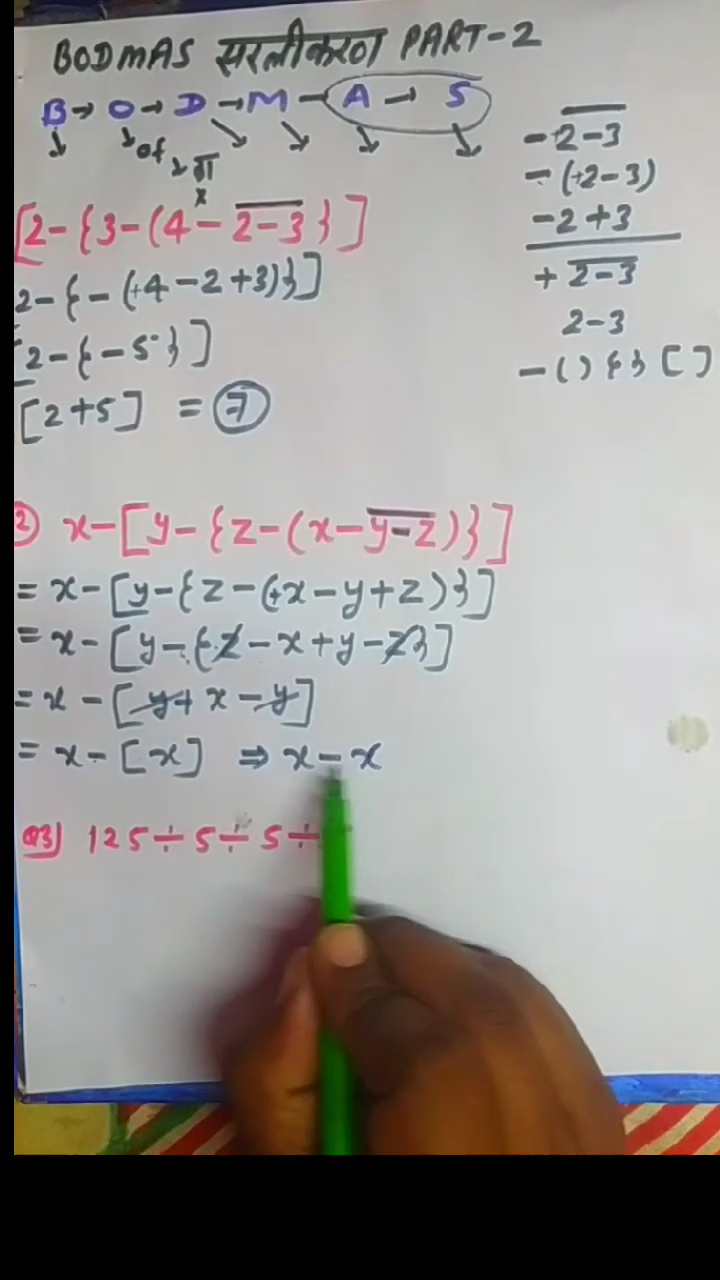 BODMAS सरलीकरण PART-2
B → O → D → M → A → S
of, का
x
[2-{3-(4-2̅-̅3̅}]
2-{-(+4-2+3)}]
[2-{-5}]
[2+5] = 7
-2̅-̅3̅
-(+2-3)
-2+3
+2̅-̅3̅
2-3
-(){}[]
2) x-[y-{z-(x-y̅-̅z̅)}]
= x-[y-{z-(+x-y+z)}]
= x-[y-{z-x+y-z}]
= x-[y+x-y]
= x-[x] ⇒ x-x
Q3) 125÷5÷5÷